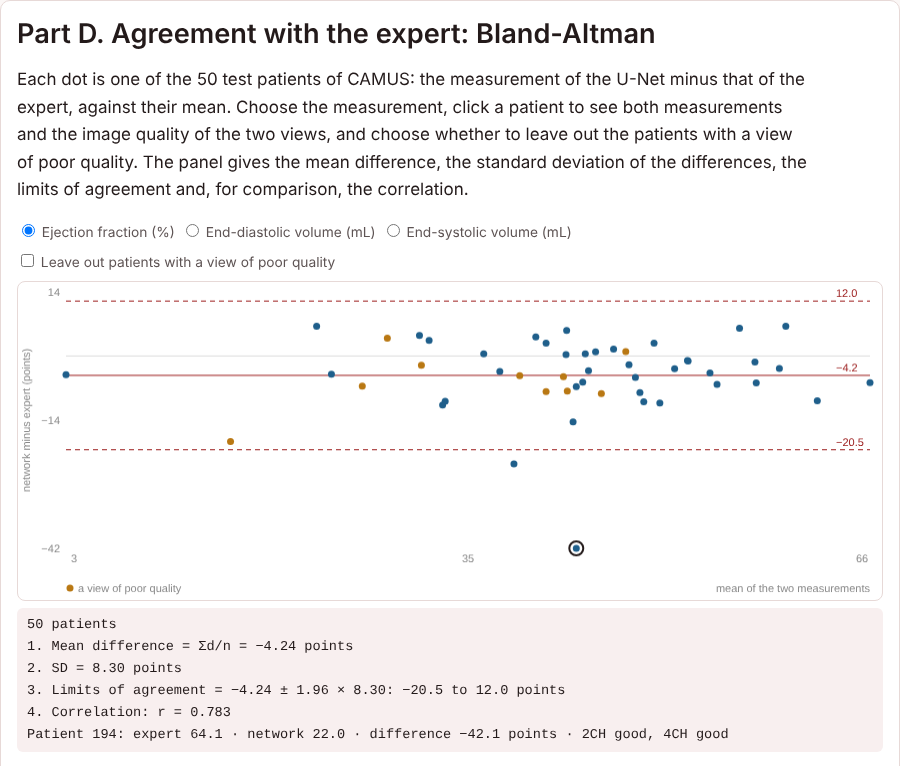 Part D. Agreement with the expert: Bland-Altman
Each dot is one of the 50 test patients of CAMUS: the measurement of the U-Net minus that of the
expert, against their mean. Choose the measurement, click a patient to see both measurements
and the image quality of the two views, and choose whether to leave out the patients with a view
of poor quality. The panel gives the mean difference, the standard deviation of the differences, the
limits of agreement and, for comparison, the correlation.
Ejection fraction (%) End-diastolic volume (mL) End-systolic volume (mL)
Leave out patients with a view of poor quality
14
12.0
−4.2
network minus expert (points)
−14
−20.5
−42
3 35 66
a view of poor quality mean of the two measurements
50 patients
1. Mean difference = Σd/n = −4.24 points
2. SD = 8.30 points
3. Limits of agreement = −4.24 ± 1.96 × 8.30: −20.5 to 12.0 points
4. Correlation: r = 0.783
Patient 194: expert 64.1 · network 22.0 · difference −42.1 points · 2CH good, 4CH good